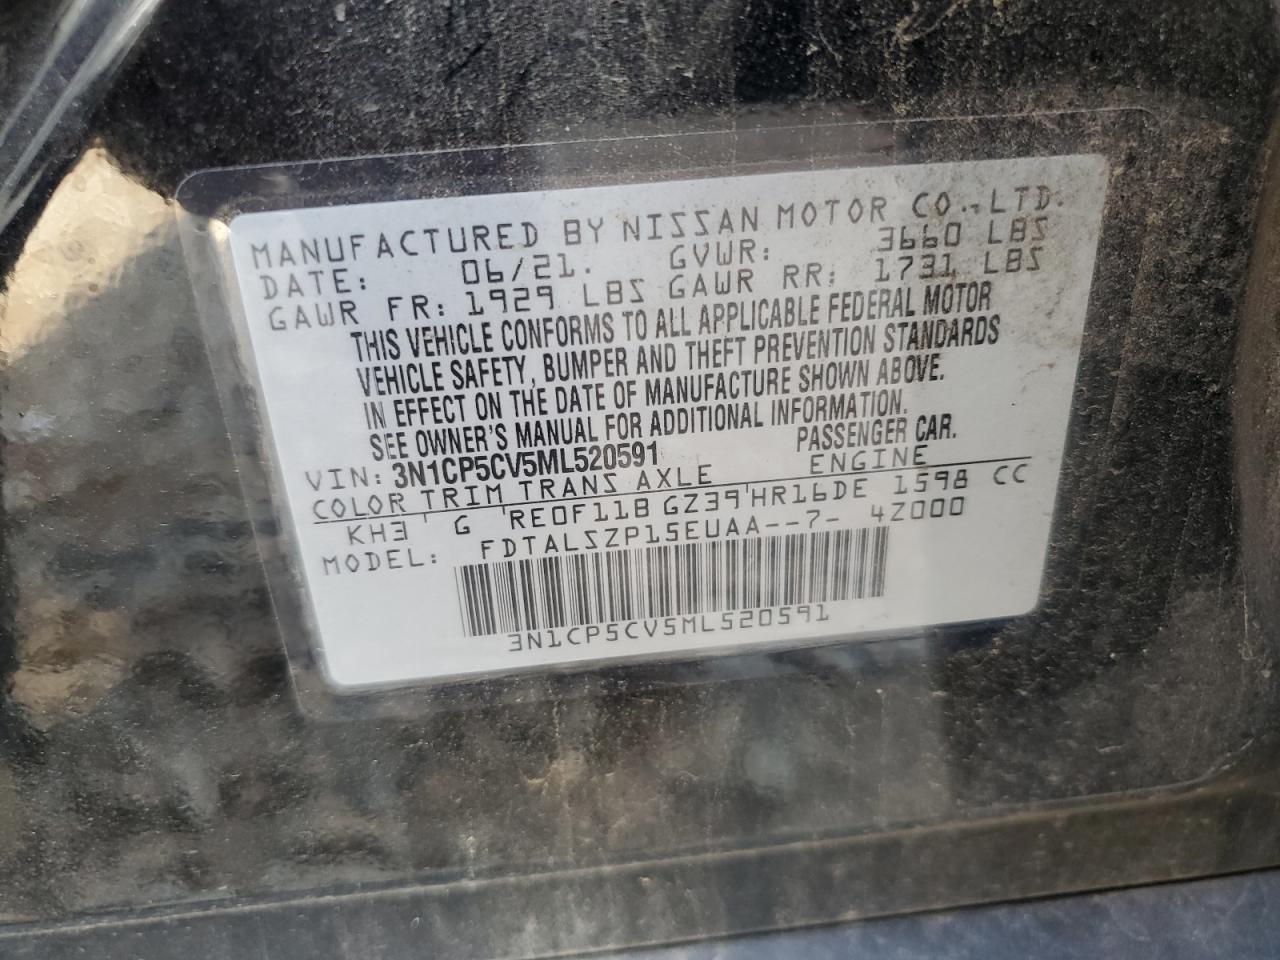 MANUFACTURED BY NISSAN MOTOR CO.,LTD.
DATE: 06/21. GVWR: 3660 LBS
GAWR FR: 1929 LBS GAWR RR: 1731 LBS
THIS VEHICLE CONFORMS TO ALL APPLICABLE FEDERAL MOTOR
VEHICLE SAFETY, BUMPER AND THEFT PREVENTION STANDARDS
IN EFFECT ON THE DATE OF MANUFACTURE SHOWN ABOVE.
SEE OWNER'S MANUAL FOR ADDITIONAL INFORMATION.
VIN: 3N1CP5CV5ML520591 PASSENGER CAR.
COLOR TRIM TRANS AXLE ENGINE
KH3 G RE0F11B GZ39 HR16DE 1598 CC
MODEL: FDTALSZP15EUAA--7- 4Z000
3N1CP5CV5ML520591